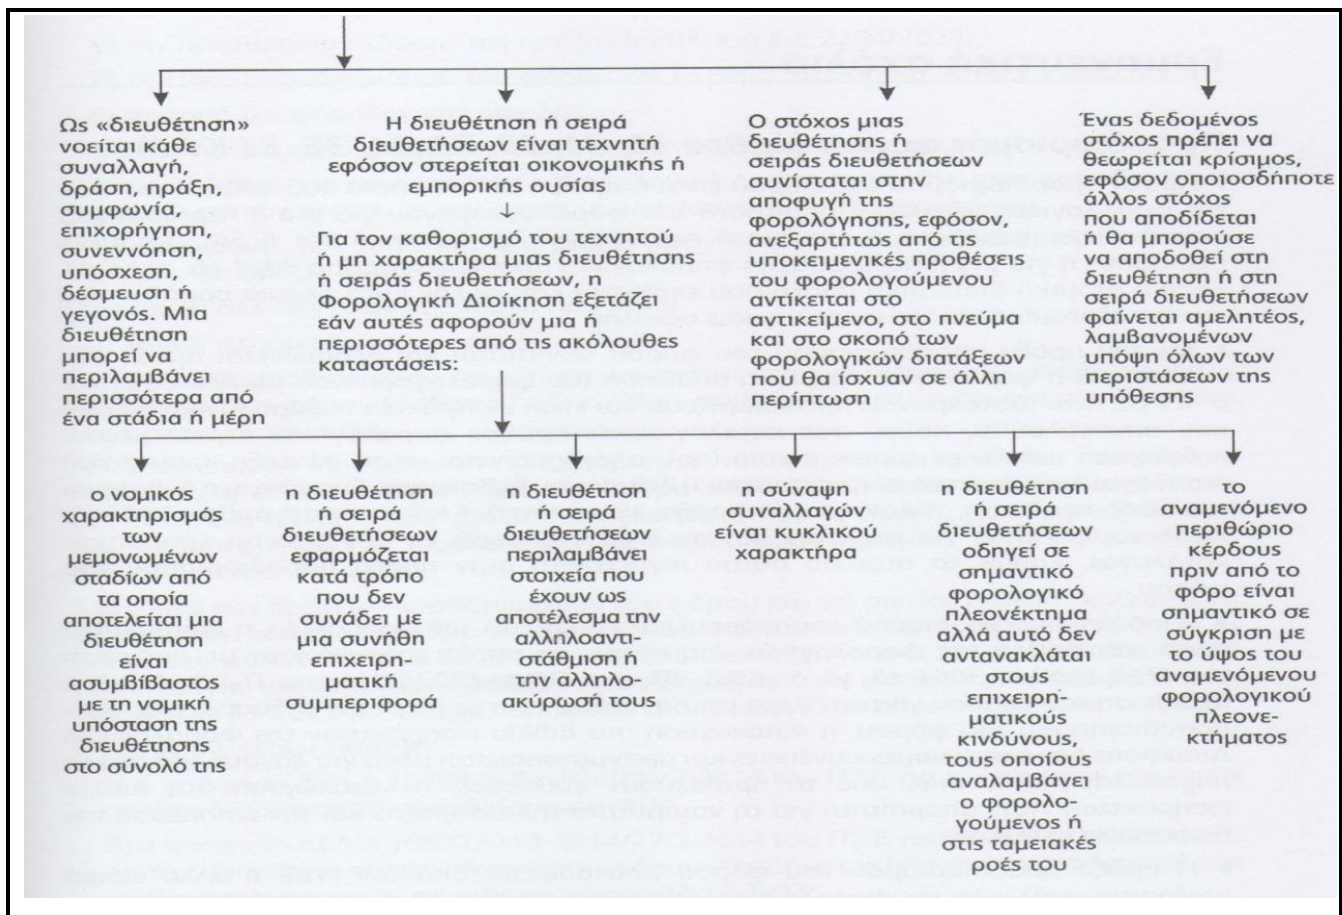 Ως «διευθέτηση»
νοείται κάθε
συναλλαγή,
δράση, πράξη,
συμφωνία,
επιχορήγηση,
συνεννόηση,
υπόσχεση,
δέσμευση ή
γεγονός. Μια
διευθέτηση
μπορεί να
περιλαμβάνει
περισσότερα από
ένα στάδια ή μέρη
Η διευθέτηση ή σειρά
διευθετήσεων είναι τεχνητή
εφόσον στερείται οικονομικής ή
εμπορικής ουσίας
Για τον καθορισμό του τεχνητού
ή μη χαρακτήρα μιας διευθέτησης
ή σειράς διευθετήσεων, η
Φορολογική Διοίκηση εξετάζει
εάν αυτές αφορούν μια ή
περισσότερες από τις ακόλουθες
καταστάσεις:
Ο στόχος μιας
διευθέτησης ή
σειράς διευθετήσεων
συνίσταται στην
αποφυγή της
φορολόγησης, εφόσον,
ανεξαρτήτως από τις
υποκειμενικές προθέσεις
του φορολογούμενου
αντίκειται στο
αντικείμενο, στο πνεύμα
και στο σκοπό των
φορολογικών διατάξεων
που θα ίσχυαν σε άλλη
περίπτωση
Ένας δεδομένος
στόχος πρέπει να
θεωρείται κρίσιμος,
εφόσον οποιοσδήποτε
άλλος στόχος
που αποδίδεται
ή θα μπορούσε
να αποδοθεί στη
διευθέτηση ή στη
σειρά διευθετήσεων
φαίνεται αμελητέος,
λαμβανομένων
υπόψη όλων των
περιστάσεων της
υπόθεσης
ο νομικός
χαρακτηρισμός
των
μεμονωμένων
σταδίων από
τα οποία
αποτελείται μια
διευθέτηση
είναι
ασυμβίβαστος
με τη νομική
υπόσταση της
διευθέτησης
στο σύνολό της
η διευθέτηση
ή σειρά
διευθετήσεων
εφαρμόζεται
κατά τρόπο
που δεν
συνάδει με
μια συνήθη
επιχειρη-
ματική
συμπεριφορά
η διευθέτηση
ή σειρά
διευθετήσεων
περιλαμβάνει
στοιχεία που
έχουν ως
αποτέλεσμα την
αλληλοαντι-
στάθμιση ή
την αλληλο-
ακύρωσή τους
η σύναψη
συναλλαγών
είναι κυκλικού
χαρακτήρα
η διευθέτηση
ή σειρά
διευθετήσεων
οδηγεί σε
σημαντικό
φορολογικό
πλεονέκτημα
αλλά αυτό δεν
αντανακλάται
στους
επιχειρη-
ματικούς
κινδύνους,
τους οποίους
αναλαμβάνει
ο φορολο-
γούμενος ή
στις ταμειακές
ροές του
το
αναμενόμενο
περιθώριο
κέρδους
πριν από το
φόρο είναι
σημαντικό σε
σύγκριση με
το ύψος του
αναμενόμενου
φορολογικού
πλεονε-
κτήματος